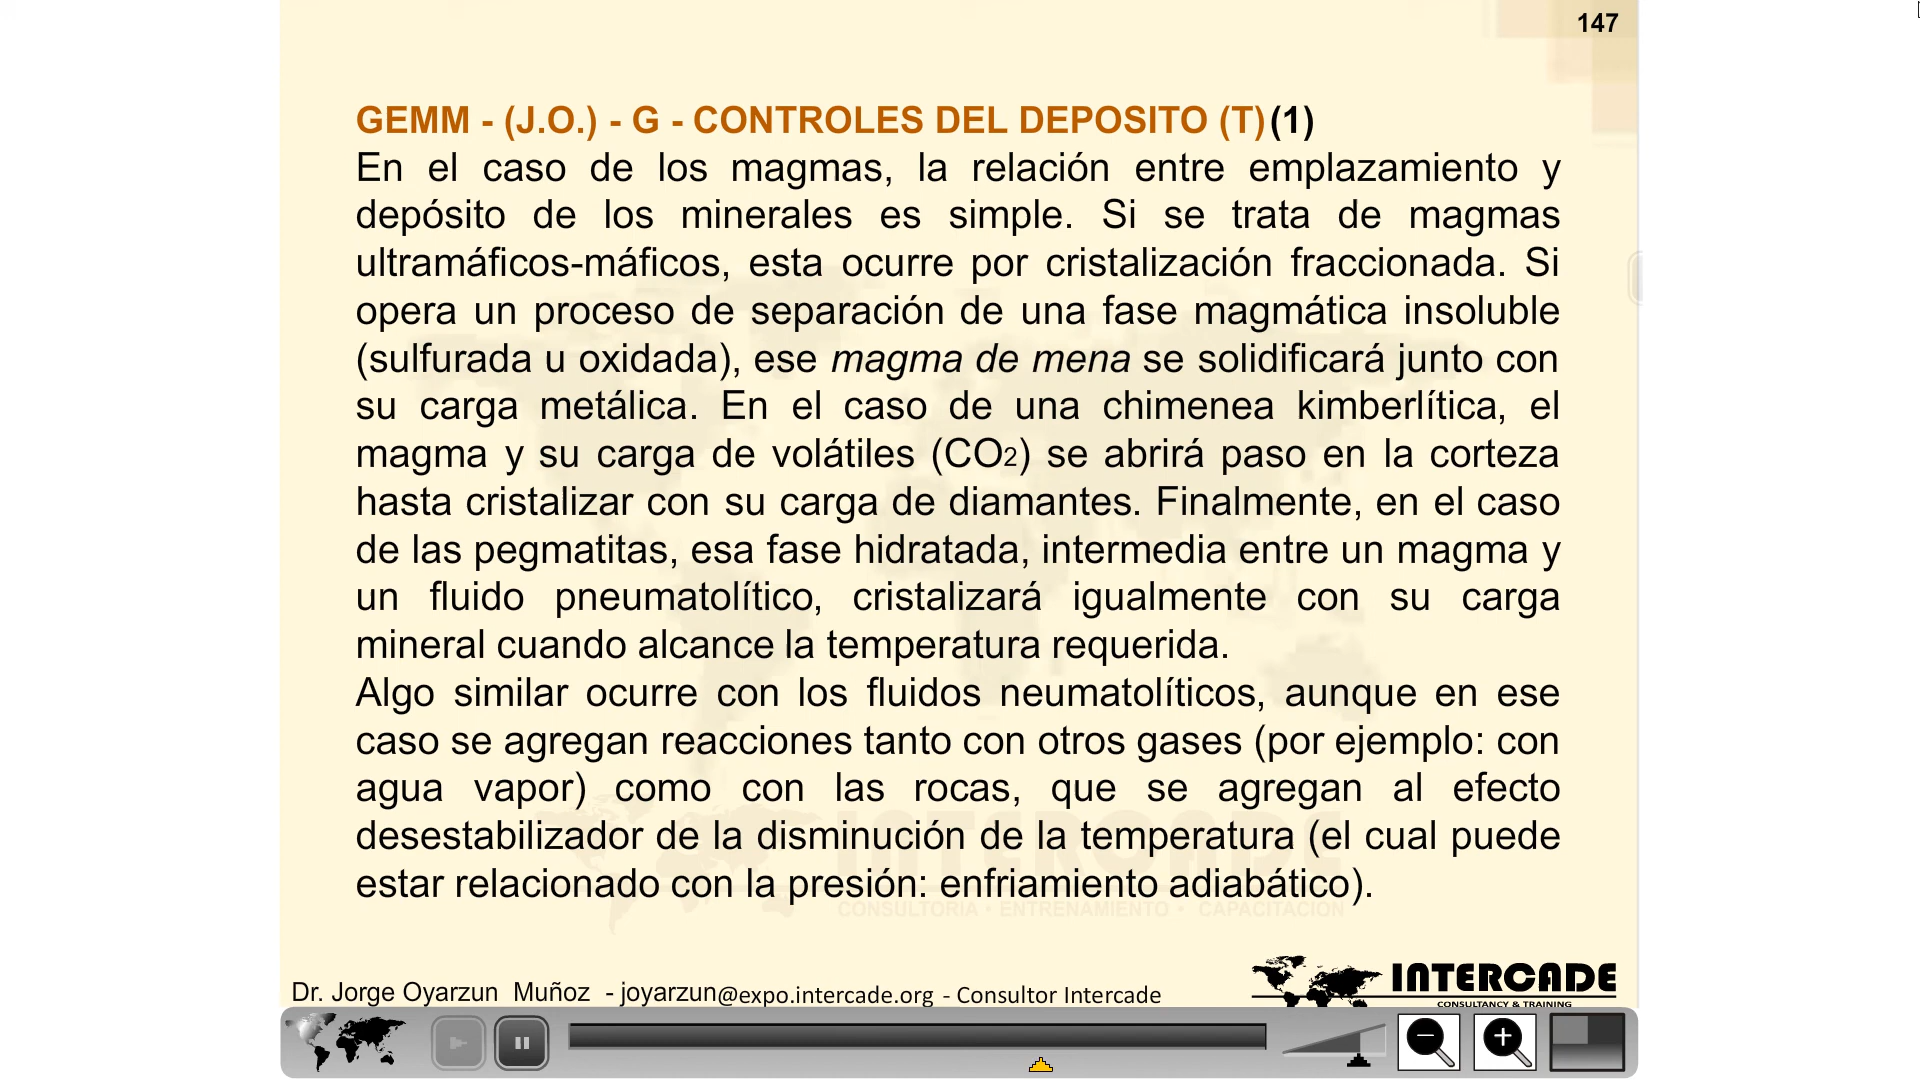 147
GEMM - (J.O.) - G - CONTROLES DEL DEPOSITO (T)(1)
En el caso de los magmas, la relación entre emplazamiento y
depósito de los minerales es simple. Si se trata de magmas
ultramáficos-máficos, esta ocurre por cristalización fraccionada. Si
opera un proceso de separación de una fase magmática insoluble
(sulfurada u oxidada), ese magma de mena se solidificará junto con
su carga metálica. En el caso de una chimenea kimberlítica, el
magma y su carga de volátiles (CO2) se abrirá paso en la corteza
hasta cristalizar con su carga de diamantes. Finalmente, en el caso
de las pegmatitas, esa fase hidratada, intermedia entre un magma y
un fluido pneumatolítico, cristalizará igualmente con su carga
mineral cuando alcance la temperatura requerida.
Algo similar ocurre con los fluidos neumatolíticos, aunque en ese
caso se agregan reacciones tanto con otros gases (por ejemplo: con
agua vapor) como con las rocas, que se agregan al efecto
desestabilizador de la disminución de la temperatura (el cual puede
estar relacionado con la presión: enfriamiento adiabático).
INTERCADE
CONSULTORIA • ENTRENAMIENTO • CAPACITACION
Dr. Jorge Oyarzun Muñoz - joyarzun@expo.intercade.org - Consultor Intercade
INTERCADE
CONSULTANCY & TRAINING